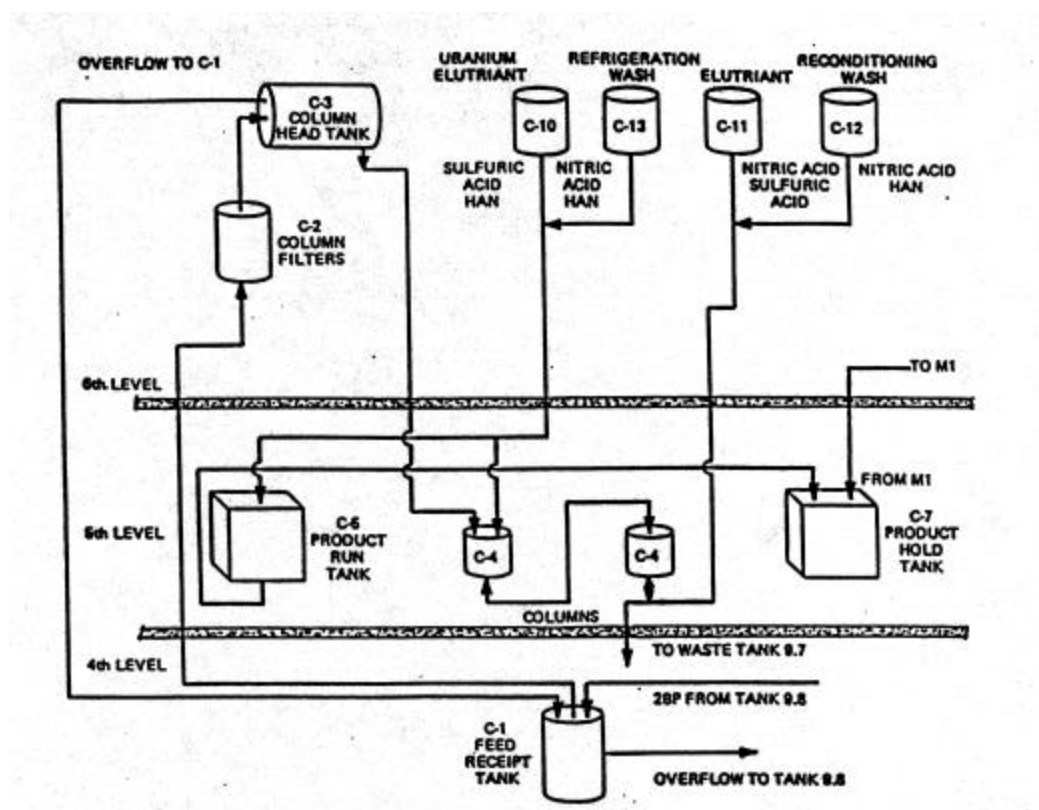 OVERFLOW TO C-1
C-3
COLUMN
HEAD TANK
UBANIUM
ELUTRIANT
C-10
REFRIGERATION
WASH
C-13
ELUTRIANT
C-11
RECONDITIONING
WASH
C-12
SULFURIC
ACID
HAN
NITRIC
ACID
HAN
NITRIC ACID
SULFURIC
ACID
NITRIC ACID
HAN
C-2
COLUMN
FILTERS
6th LEVEL
TO M1
FROM M1
5th LEVEL
C-5
PRODUCT
RUN
TANK
C-4
C-4
C-7
PRODUCT
HOLD
TANK
COLUMNS
4th LEVEL
TO WASTE TANK 9.7
2BP FROM TANK 9.8
C-1
FEED
RECEIPT
TANK
OVERFLOW TO TANK 9.8